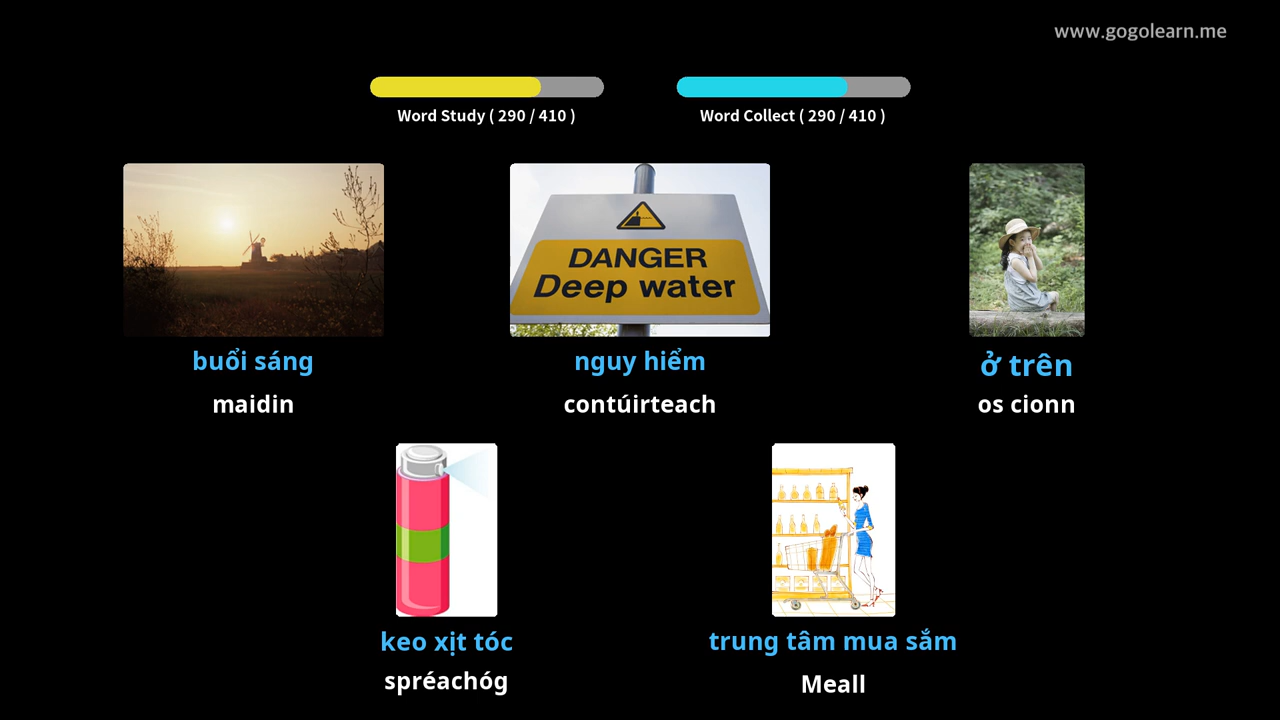 www.gogolearn.me
Word Study ( 290 / 410 )
Word Collect ( 290 / 410 )
DANGER
Deep water
buổi sáng
nguy hiểm
ở trên
maidin
contúirteach
os cionn
keo xịt tóc
trung tâm mua sắm
spréachóg
Meall